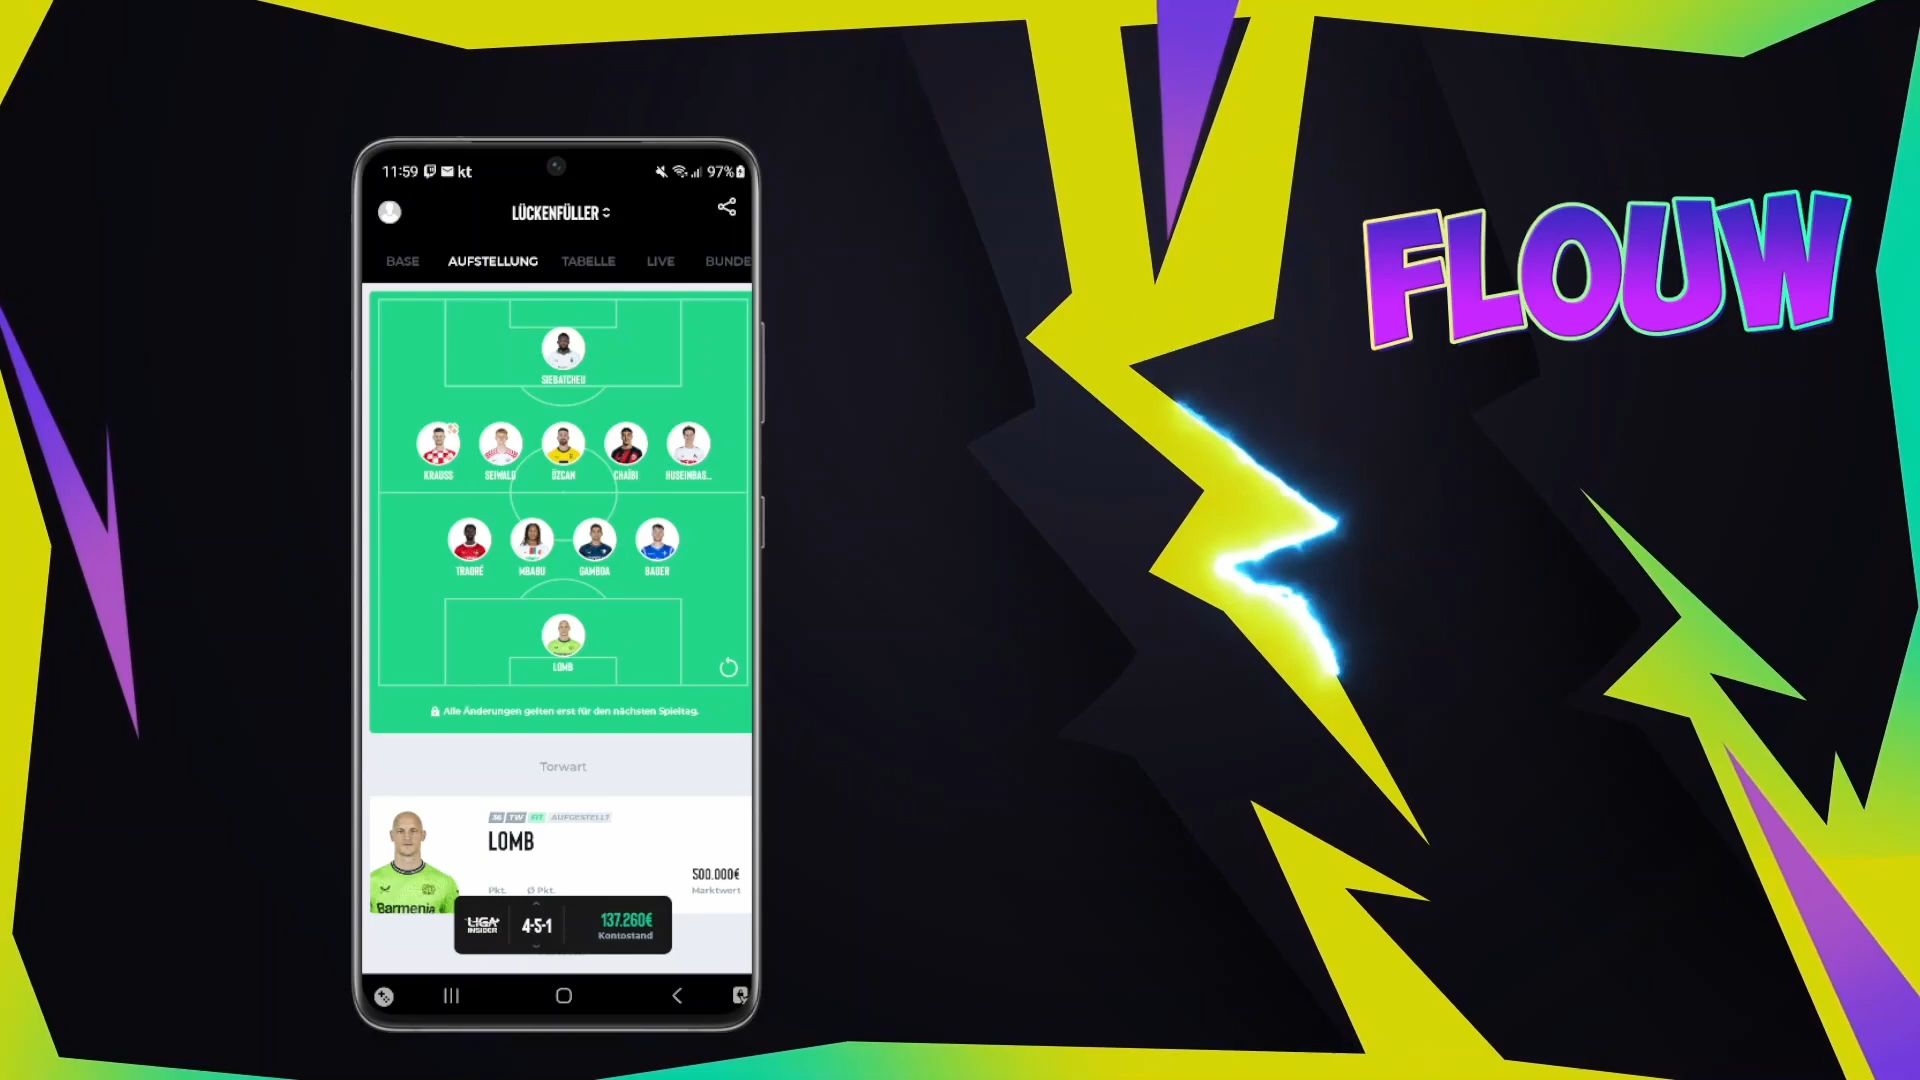 11:59 kt 97%
LÜCKENFÜLLER
BASE AUFSTELLUNG TABELLE LIVE BUNDE
SIEBATCHEU
KRAUSS SEIWALD ÖZCAN CHAÏBI HUSEINBAS...
TRAORÉ MBABU GAMBOA BADER
LOMB
Alle Änderungen gelten erst für den nächsten Spieltag.
Torwart
36 TW FIT AUFGESTELLT
LOMB
500.000€
Pkt. Ø Pkt. Marktwert
Barmenia
LIGA INSIDER 4-5-1 137.260€
Kontostand
FLOUW